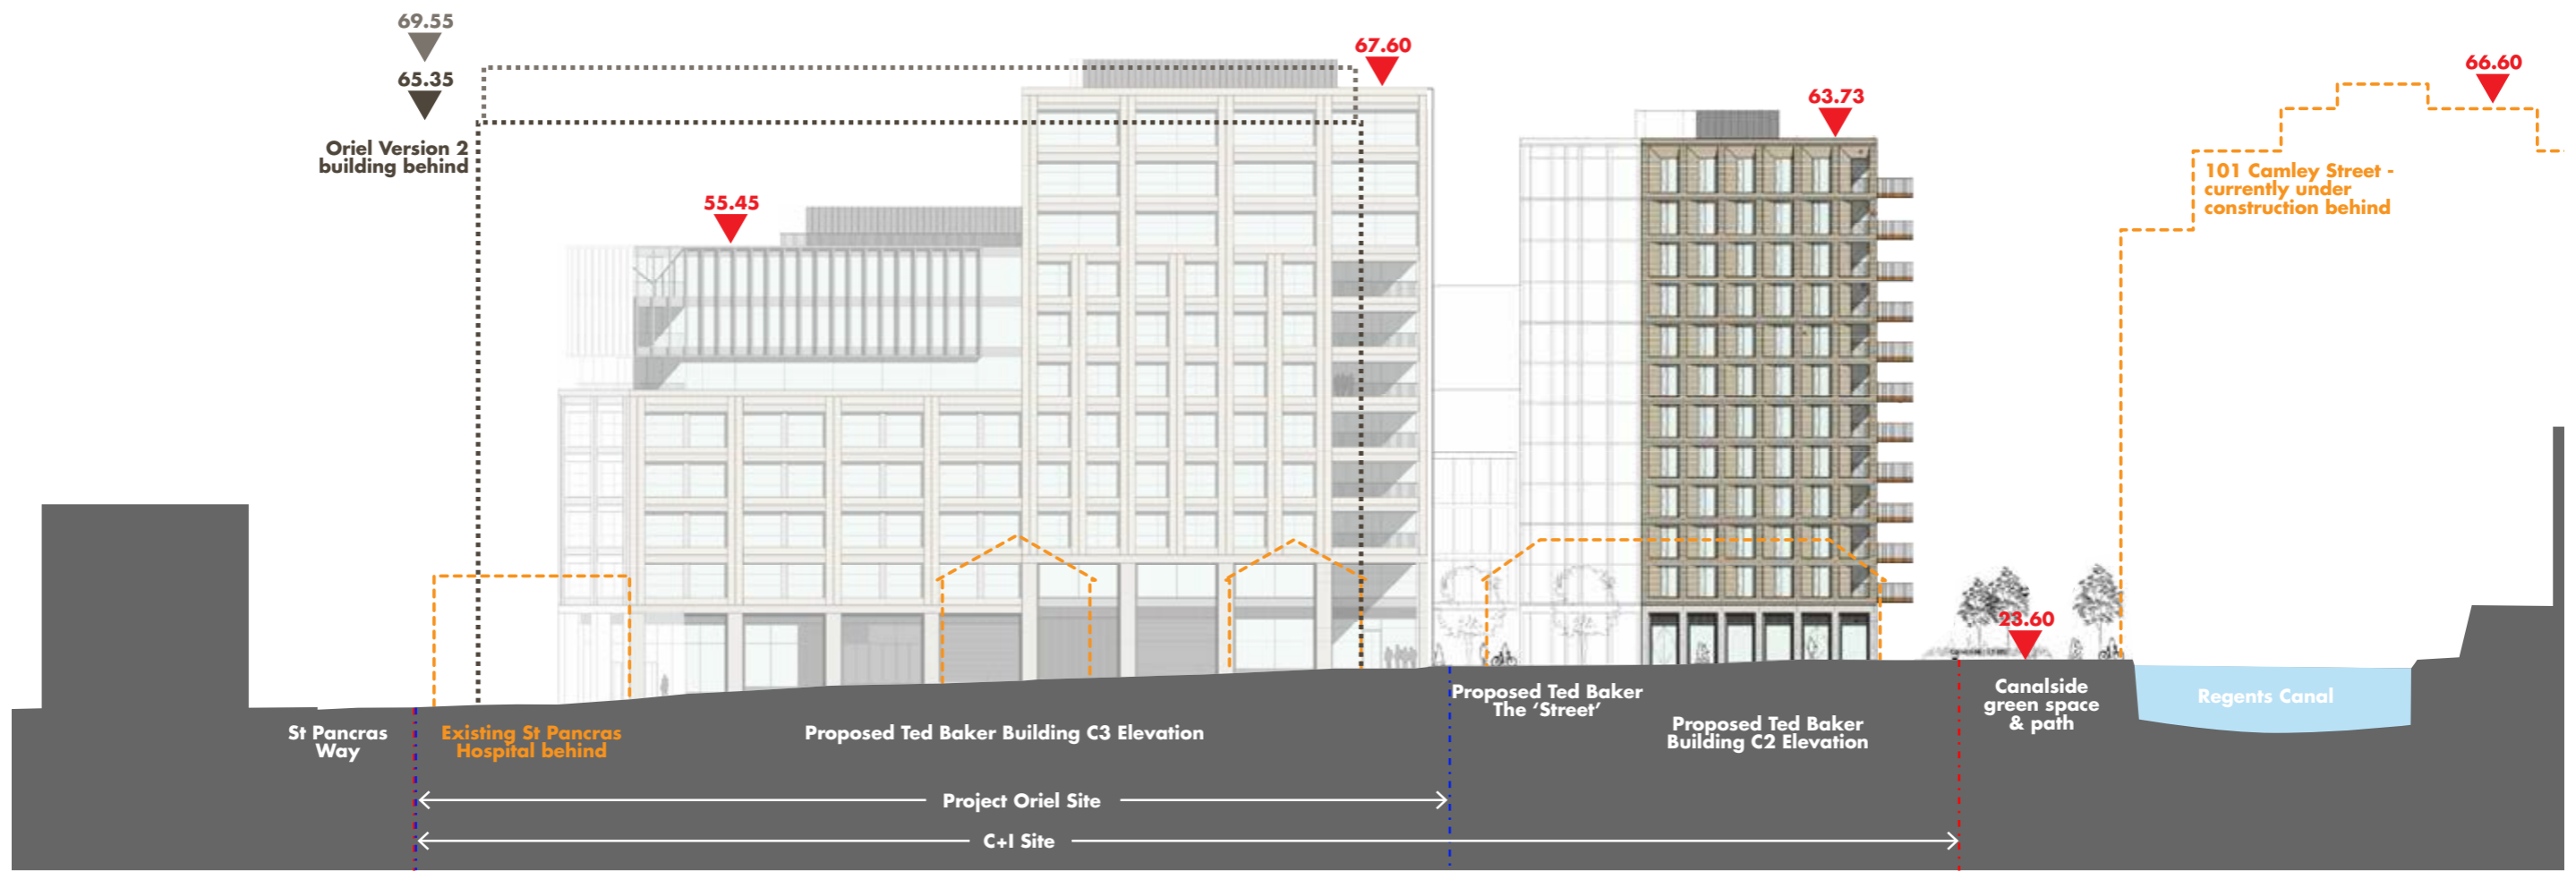 69.55
65.35
Oriel Version 2
building behind
55.45
67.60
63.73
66.60
101 Camley Street -
currently under
construction behind
23.60
St Pancras
Way
Existing St Pancras
Hospital behind
Proposed Ted Baker Building C3 Elevation
Proposed Ted Baker
The ‘Street’
Proposed Ted Baker
Building C2 Elevation
Canalside
green space
& path
Regents Canal
Project Oriel Site
C+I Site